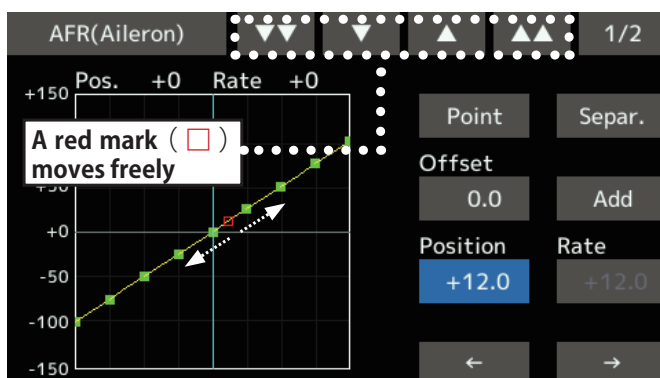 AFR(Aileron) ▼▼ ▼ ▲ ▲▲ 1/2
Pos. +0 Rate +0
+150
A red mark (□)
moves freely
+50
+0
-50
-100
-150
Point Separ.
Offset
0.0 Add
Position Rate
+12.0 +12.0
← →